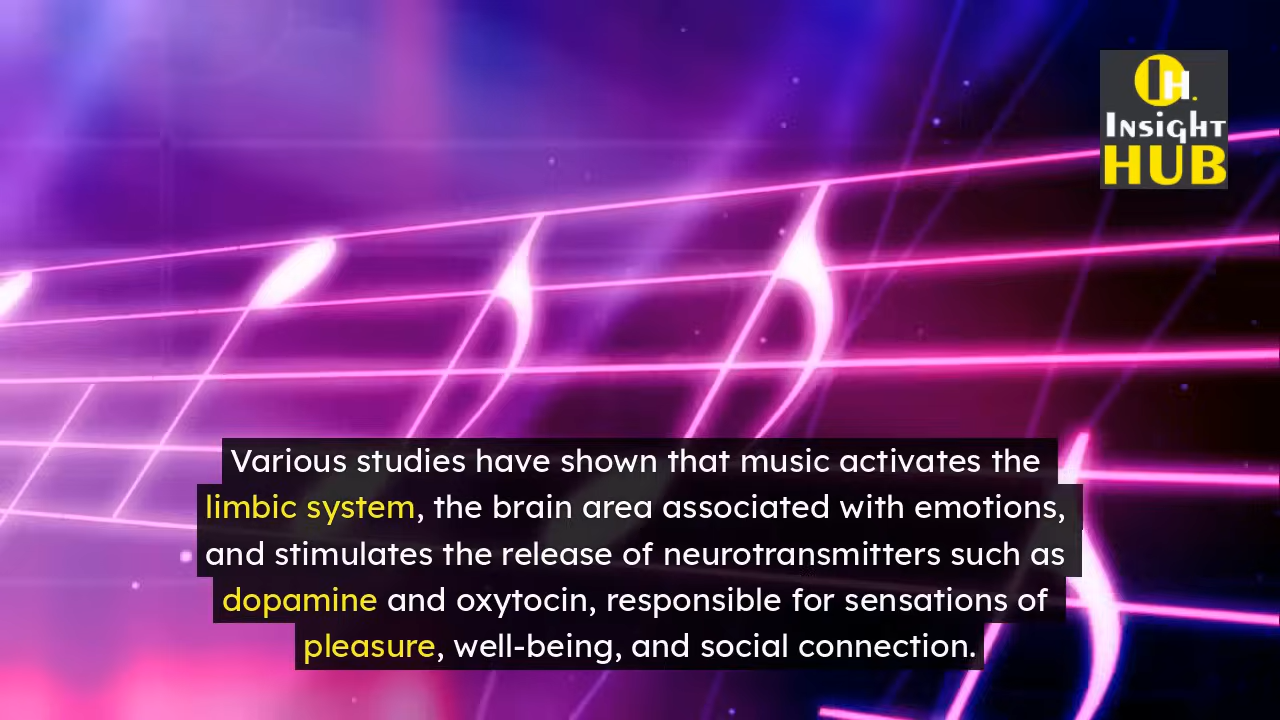 IH.
Insight
HUB
Various studies have shown that music activates the
limbic system, the brain area associated with emotions,
and stimulates the release of neurotransmitters such as
dopamine and oxytocin, responsible for sensations of
pleasure, well-being, and social connection.